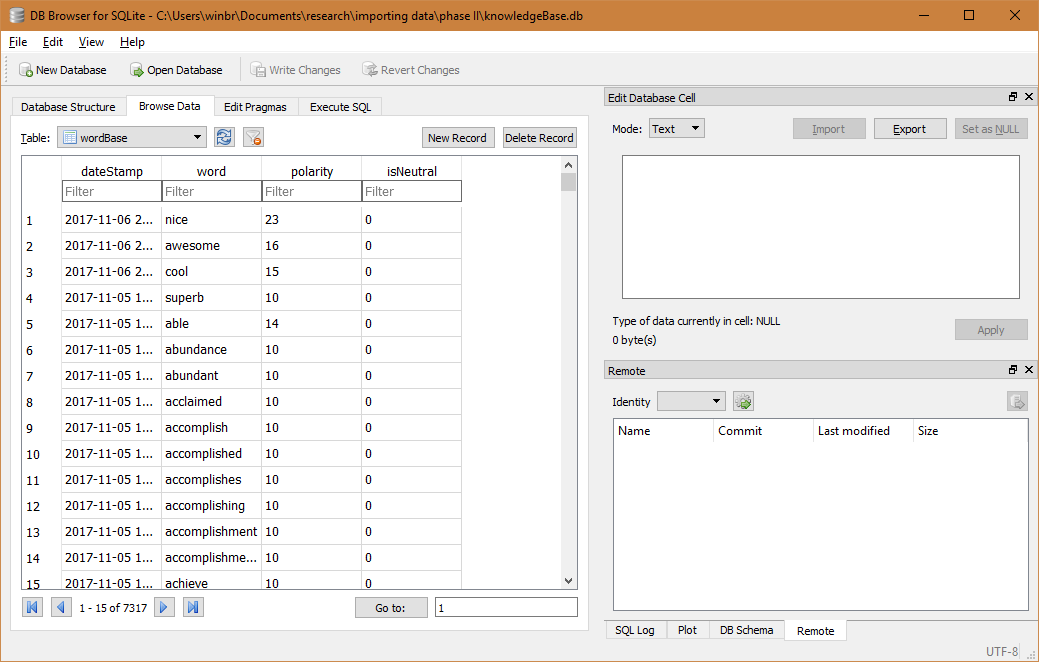 DB Browser for SQLite - C:\Users\winbr\Documents\research\importing data\phase II\knowledgeBase.db
File Edit View Help
New Database Open Database Write Changes Revert Changes
Database Structure Browse Data Edit Pragmas Execute SQL
Table: wordBase New Record Delete Record
dateStamp word polarity isNeutral
Filter Filter Filter Filter
1 2017-11-06 2... nice 23 0
2 2017-11-06 2... awesome 16 0
3 2017-11-06 2... cool 15 0
4 2017-11-05 1... superb 10 0
5 2017-11-05 1... able 14 0
6 2017-11-05 1... abundance 10 0
7 2017-11-05 1... abundant 10 0
8 2017-11-05 1... acclaimed 10 0
9 2017-11-05 1... accomplish 10 0
10 2017-11-05 1... accomplished 10 0
11 2017-11-05 1... accomplishes 10 0
12 2017-11-05 1... accomplishing 10 0
13 2017-11-05 1... accomplishment 10 0
14 2017-11-05 1... accomplishme... 10 0
15 2017-11-05 1... achieve 10 0
1 - 15 of 7317 Go to: 1
Edit Database Cell
Mode: Text Import Export Set as NULL
Type of data currently in cell: NULL
0 byte(s)
Apply
Remote
Identity
Name Commit Last modified Size
SQL Log Plot DB Schema Remote
UTF-8